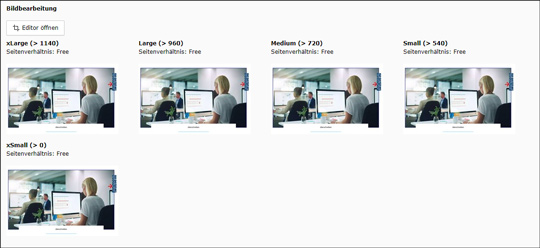 Bildbearbeitung
Editor öffnen
xLarge (> 1140)
Seitenverhältnis: Free
Large (> 960)
Seitenverhältnis: Free
Medium (> 720)
Seitenverhältnis: Free
Small (> 540)
Seitenverhältnis: Free
xSmall (> 0)
Seitenverhältnis: Free